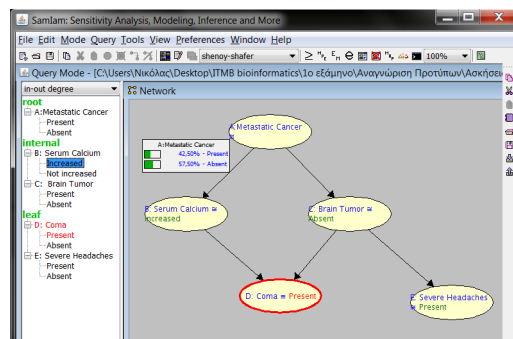 SamIam: Sensitivity Analysis, Modeling, Inference and More
File Edit Mode Query Tools View Preferences Window Help
shenoy-shafer
100%
Query Mode - [C:\Users\Νικόλας\Desktop\ITMB bioinformatics\1ο εξάμηνο\Αναγνώριση Προτύπων\Ασκήσει
in-out degree
Network
root
A:Metastatic Cancer
Present
Absent
internal
B: Serum Calcium
Increased
Not increased
C: Brain Tumor
Present
Absent
leaf
D: Coma
Present
Absent
E: Severe Headaches
Present
Absent
A:Metastatic Cancer
A:Metastatic Cancer
42,50% - Present
57,50% - Absent
B: Serum Calcium =
Increased
C: Brain Tumor =
Absent
D: Coma = Present
E: Severe Headaches
= Present